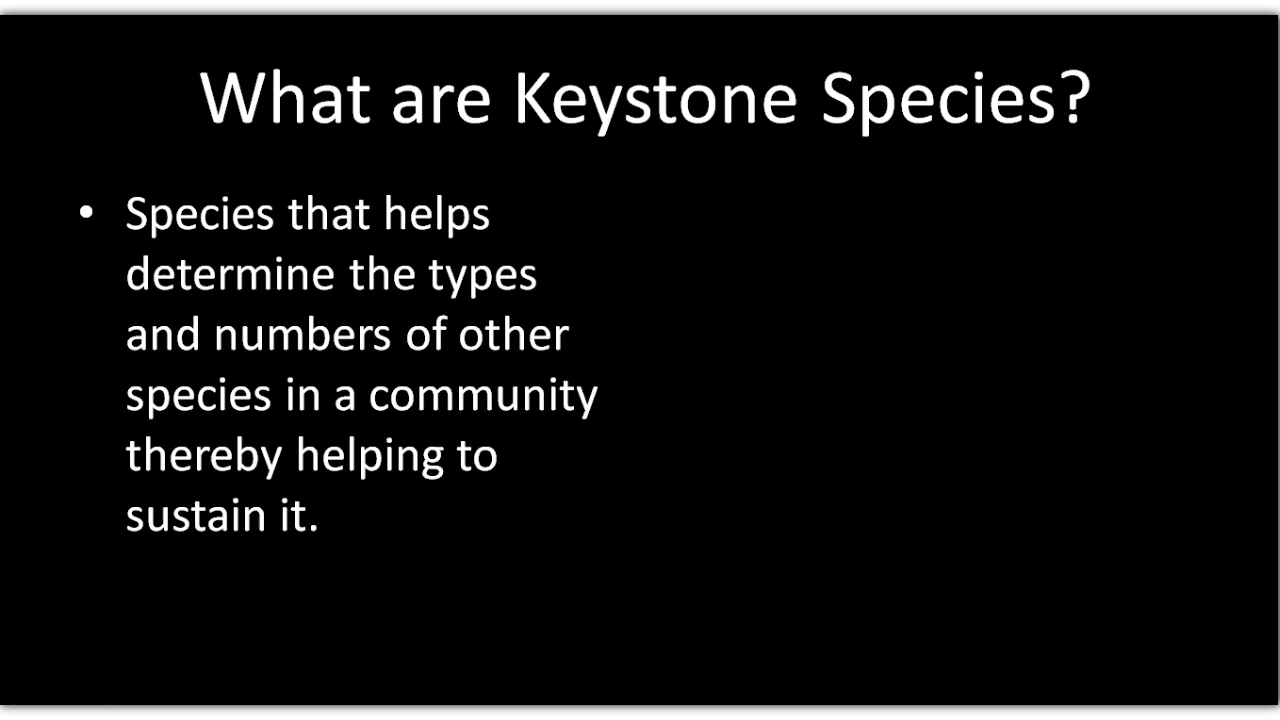 What are Keystone Species?
• Species that helps
determine the types
and numbers of other
species in a community
thereby helping to
sustain it.